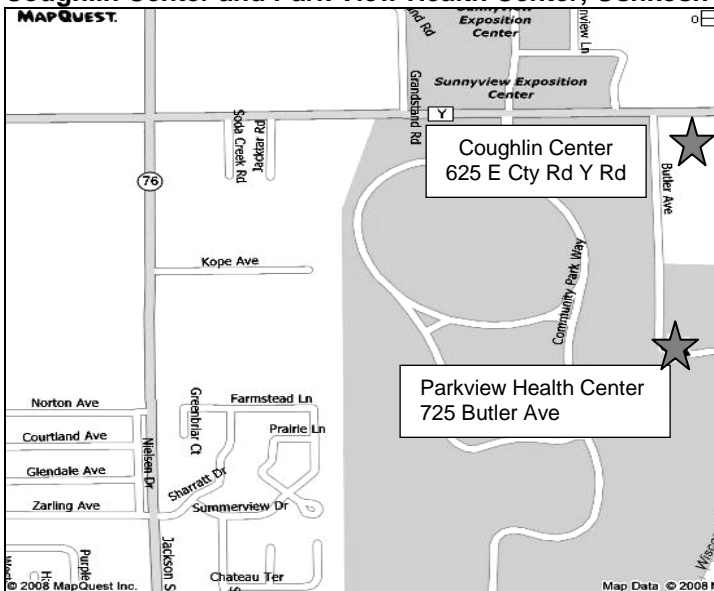 Coughlin Center and Park View Health Center, Oshkosh
MAPQUEST.
Sunnyview
Exposition
Center
Sunnyview Exposition
Center
Grandstand Rd
Y
Soda Creek Rd
Jacktar Rd
Coughlin Center
625 E Cty Rd Y Rd
Butler Ave
76
Kope Ave
Community Park Way
Parkview Health Center
725 Butler Ave
Norton Ave
Courtland Ave
Glendale Ave
Zarling Ave
Nielsen Dr
Greenbriar Ct
Farmstead Ln
Prairie Ln
Sharratt Dr
Summerview Dr
Jackson S
Chateau Ter
Purple
© 2008 MapQuest Inc.
Map Data © 2008